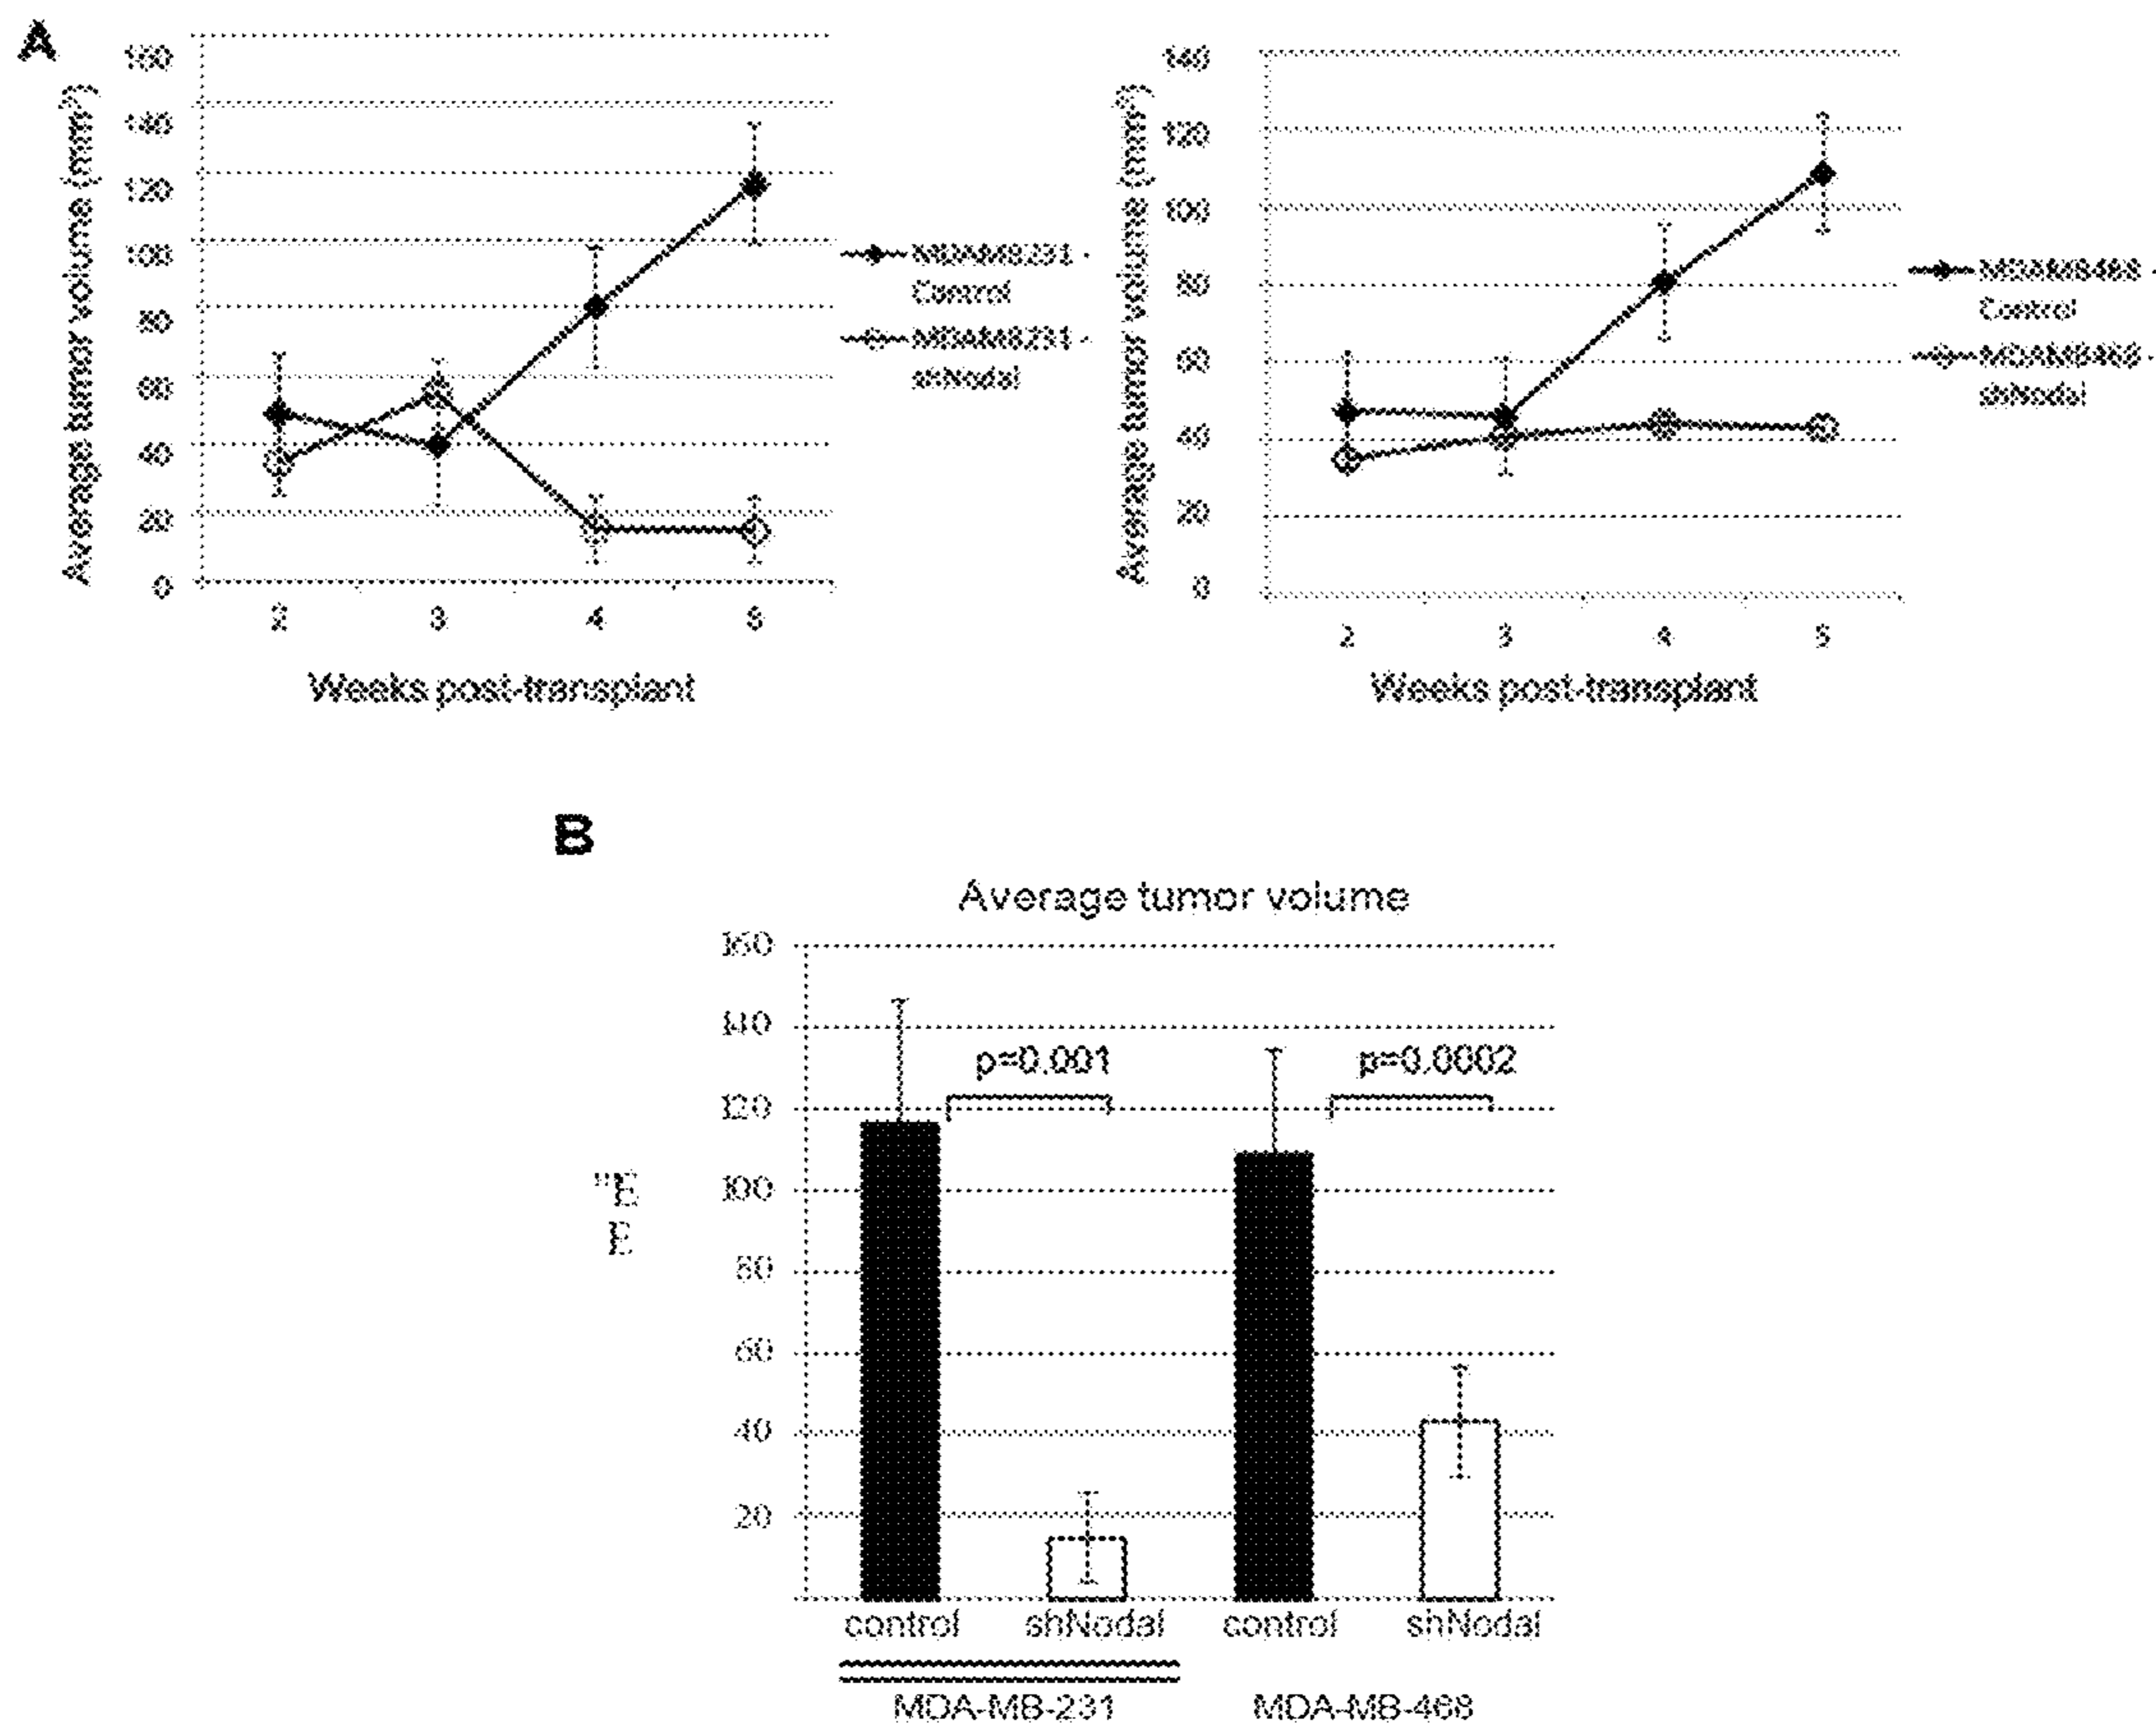 A
Average tumor volume (mm³)
160
140
120
100
80
60
40
20
0
2 3 4 5
Weeks post-transplant
MDAMB231 -
Control
MDAMB231 -
shNodal
Average tumor volume (mm³)
140
120
100
80
60
40
20
0
2 3 4 5
Weeks post-transplant
MDAMB468 -
Control
MDAMB468 -
shNodal
B
Average tumor volume
mm³
160
140
120
100
80
60
40
20
p=0.001 p=0.0002
control shNodal control shNodal
MDA-MB-231 MDA-MB-468